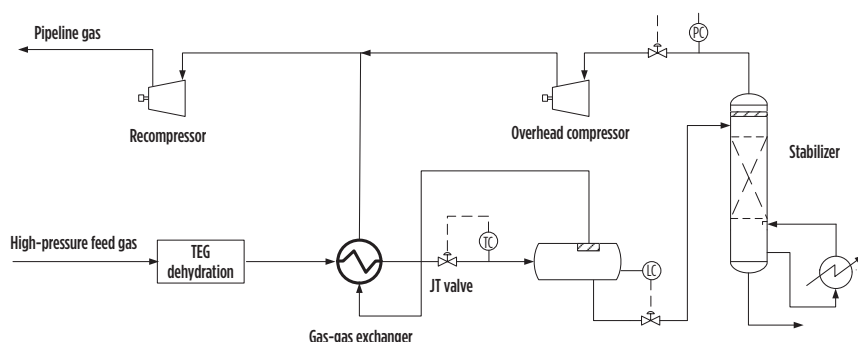 Pipeline gas
PC
Recompressor
Overhead compressor
Stabilizer
High-pressure feed gas
TEG
dehydration
TC
LC
JT valve
Gas-gas exchanger